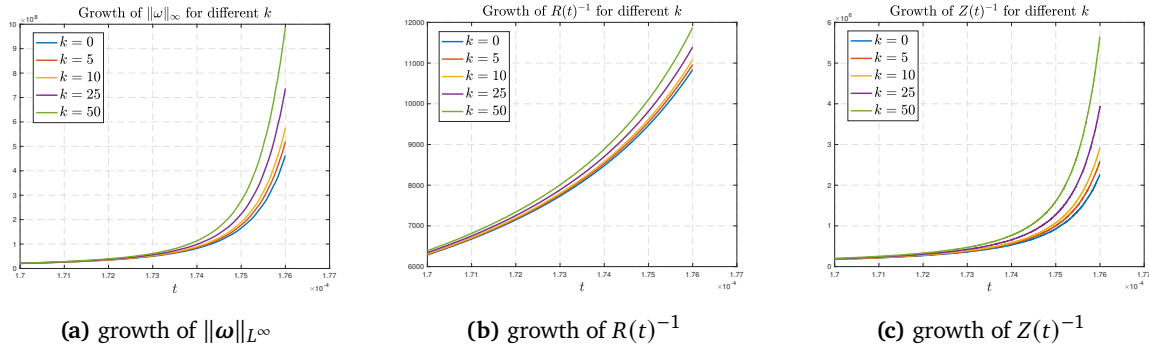 Growth of ‖ω‖∞ for different k
×10⁸
10
9
8
7
6
5
4
3
2
1
0
k = 0
k = 5
k = 10
k = 25
k = 50
1.7
1.71
1.72
1.73
1.74
1.75
1.76
1.77
×10⁻⁴
t
(a) growth of ‖ω‖L∞
Growth of R(t)⁻¹ for different k
12000
11000
10000
9000
8000
7000
6000
k = 0
k = 5
k = 10
k = 25
k = 50
1.7
1.71
1.72
1.73
1.74
1.75
1.76
1.77
×10⁻⁴
t
(b) growth of R(t)⁻¹
Growth of Z(t)⁻¹ for different k
×10⁶
6
5
4
3
2
1
0
k = 0
k = 5
k = 10
k = 25
k = 50
1.7
1.71
1.72
1.73
1.74
1.75
1.76
1.77
×10⁻⁴
t
(c) growth of Z(t)⁻¹